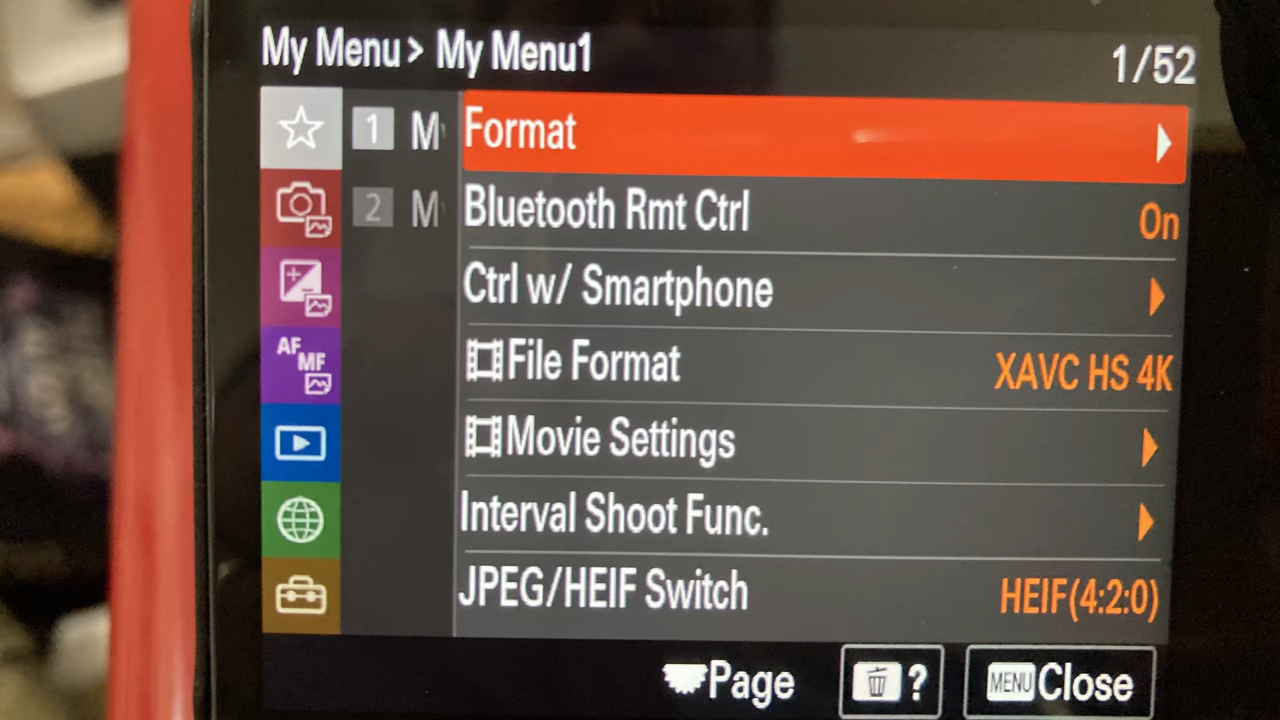 My Menu> My Menu1
1/52
1 M
Format
2 M
Bluetooth Rmt Ctrl On
Ctrl w/ Smartphone
File Format XAVC HS 4K
AF MF
Movie Settings
Interval Shoot Func.
JPEG/HEIF Switch HEIF(4:2:0)
Page ? MENU Close